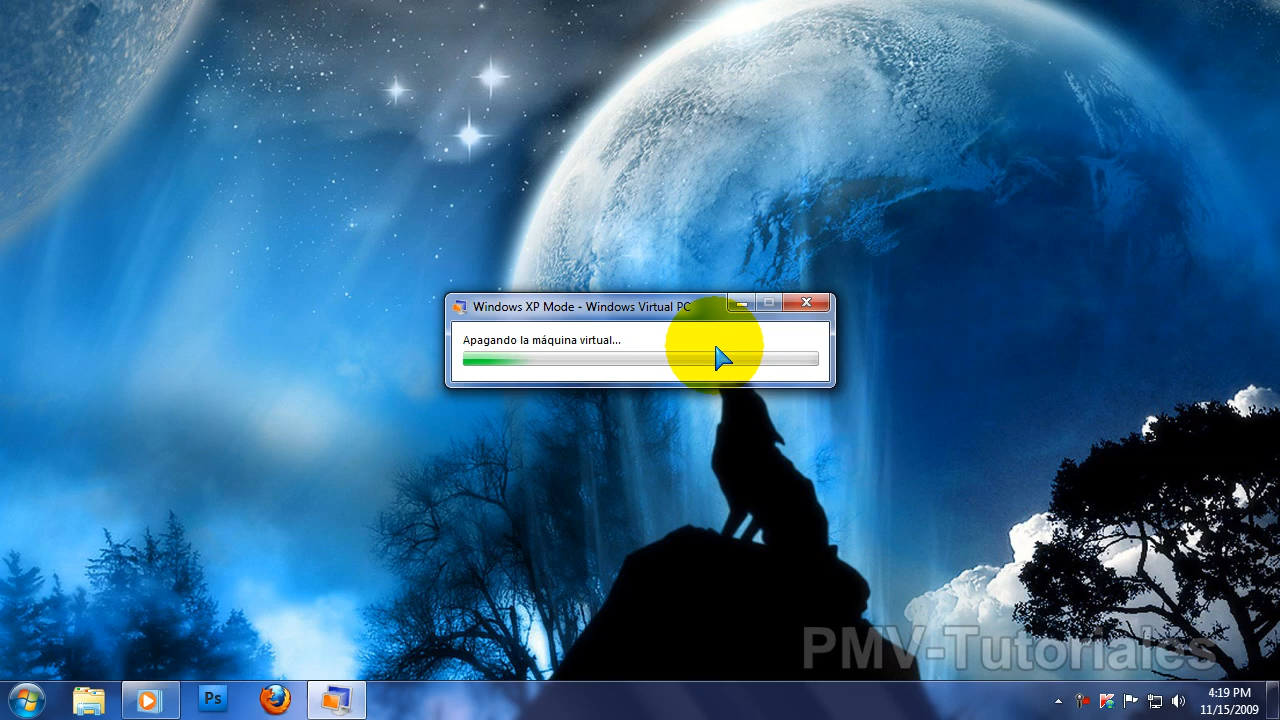 Windows XP Mode - Windows Virtual PC
Apagando la máquina virtual...
PMV-Tutoriales
Ps
4:19 PM
11/15/2009